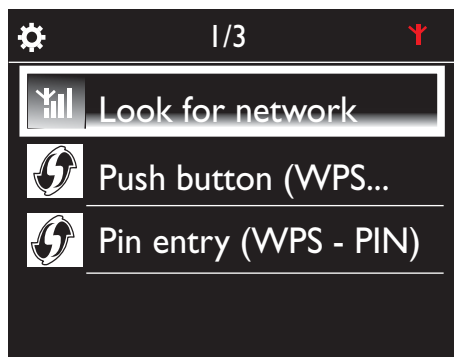 1/3
Look for network
Push button (WPS...
Pin entry (WPS - PIN)